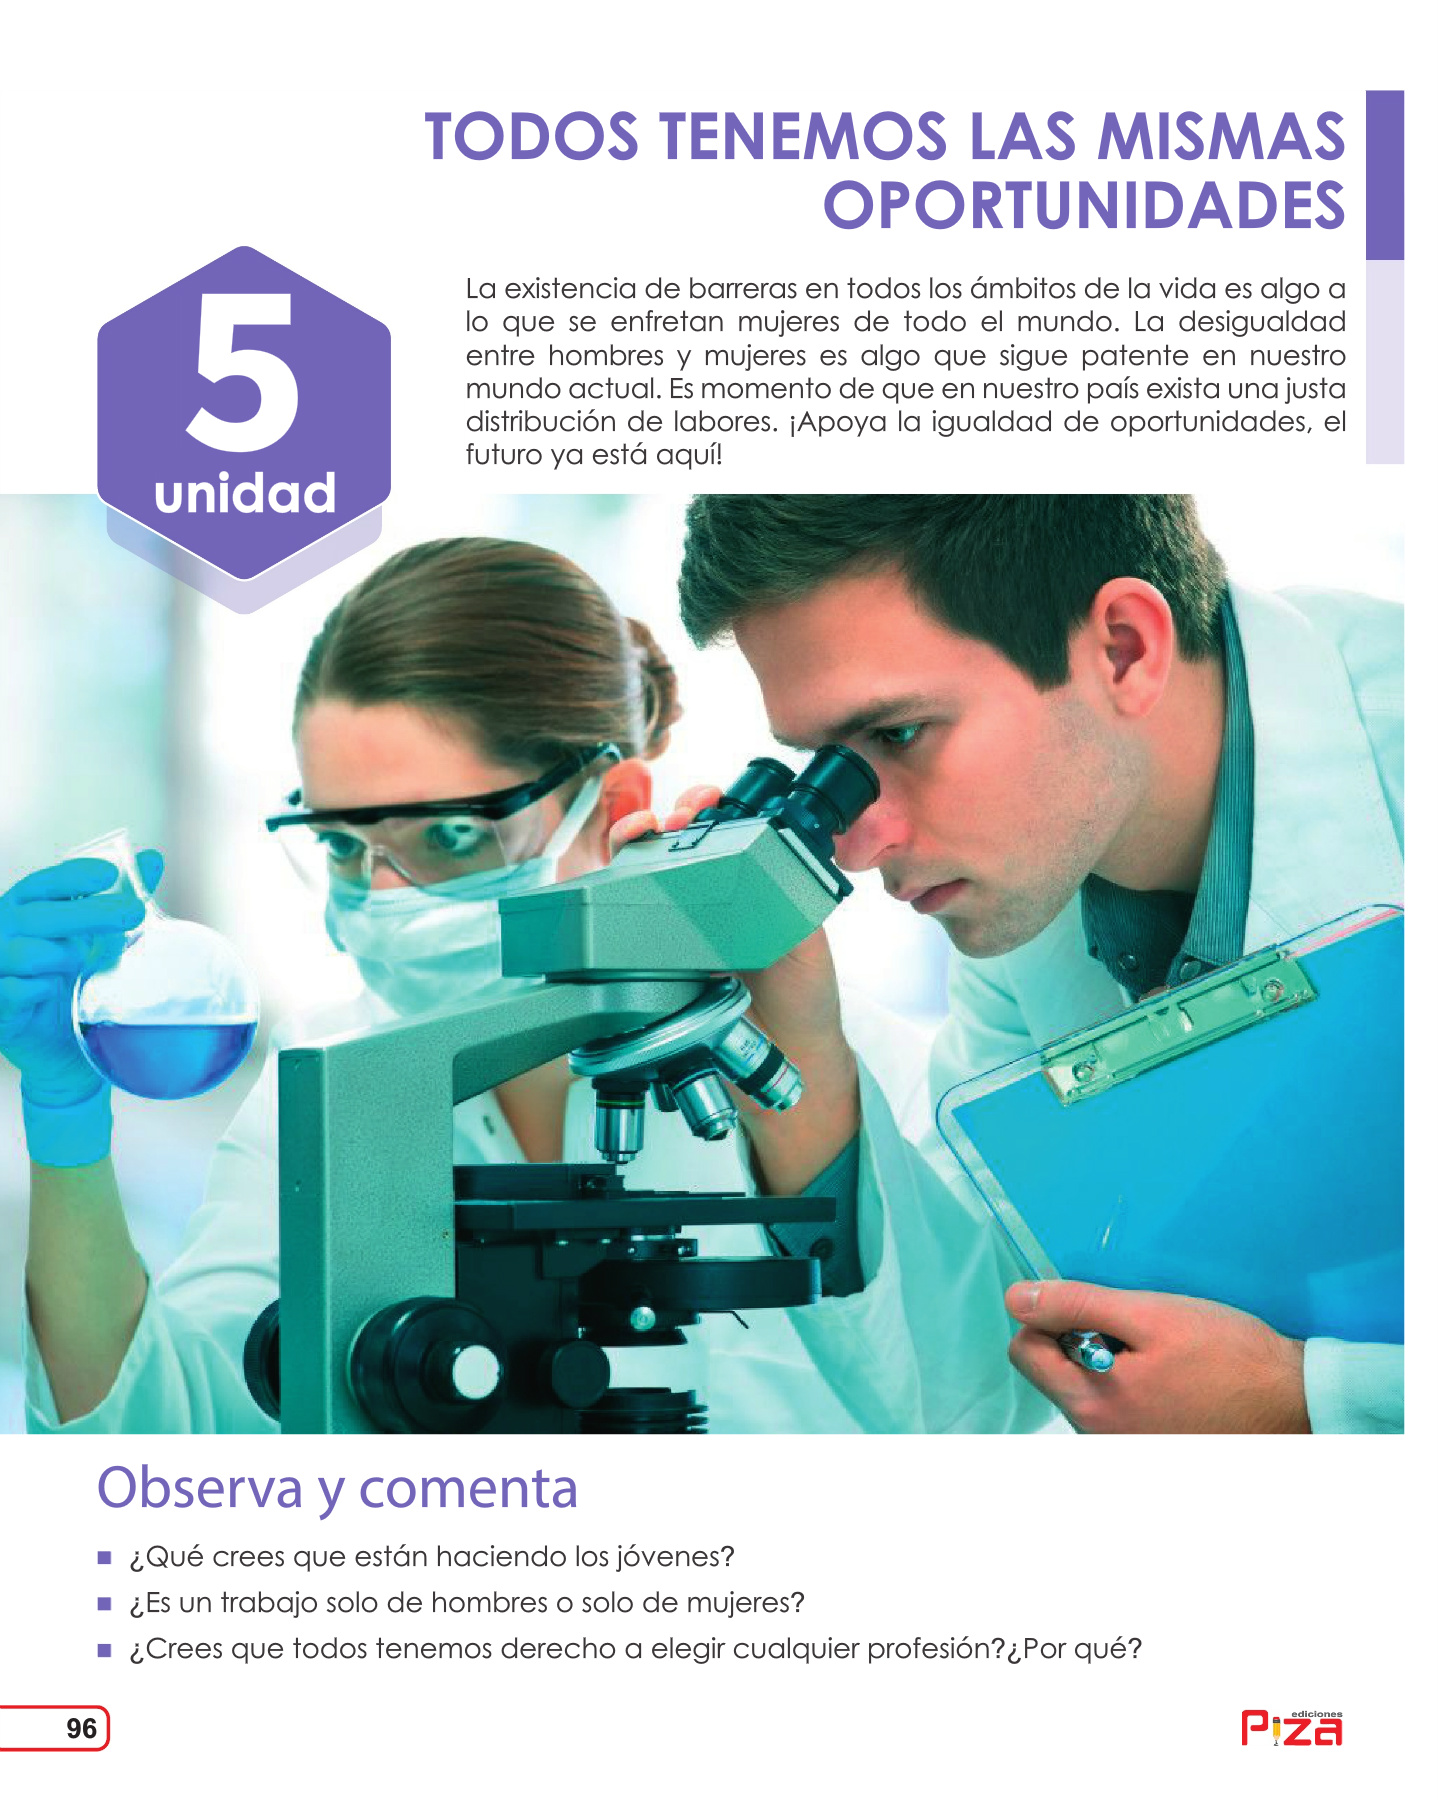 TODOS TENEMOS LAS MISMAS
OPORTUNIDADES
5
unidad
La existencia de barreras en todos los ámbitos de la vida es algo a
lo que se enfretan mujeres de todo el mundo. La desigualdad
entre hombres y mujeres es algo que sigue patente en nuestro
mundo actual. Es momento de que en nuestro país exista una justa
distribución de labores. ¡Apoya la igualdad de oportunidades, el
futuro ya está aquí!
Observa y comenta
¿Qué crees que están haciendo los jóvenes?
¿Es un trabajo solo de hombres o solo de mujeres?
¿Crees que todos tenemos derecho a elegir cualquier profesión?¿Por qué?
96
ediciones
Piza